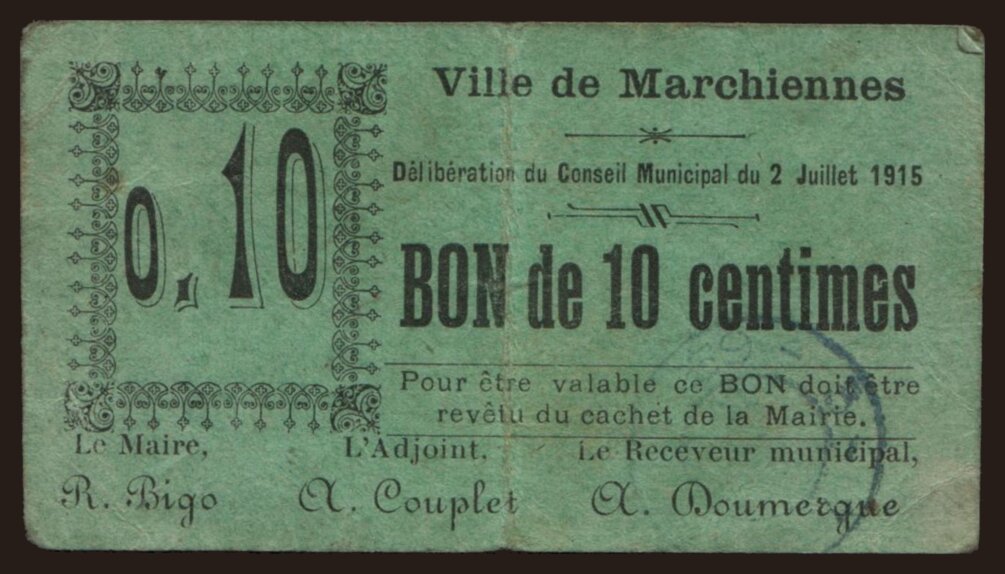 0,10
Ville de Marchiennes
Délibération du Conseil Municipal du 2 Juillet 1915
BON de 10 centimes
Pour être valable ce BON doit être
revêtu du cachet de la Mairie.
Le Maire, L'Adjoint, Le Receveur municipal,
R. Bigo A. Couplet A. Doumergue